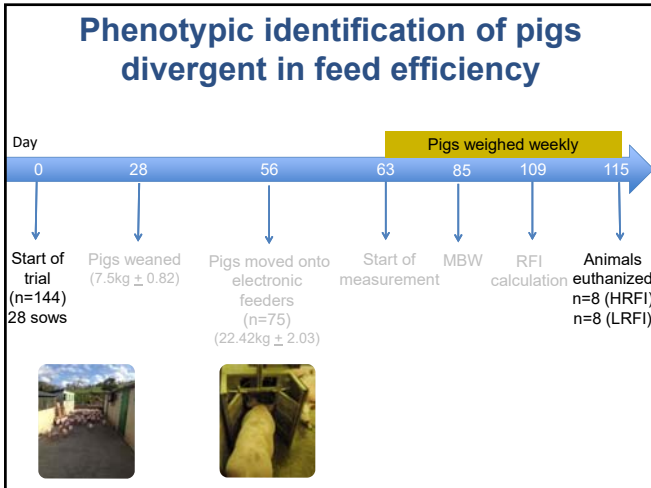 Phenotypic identification of pigs
divergent in feed efficiency
Day
Pigs weighed weekly
0 28 56 63 85 109 115
Start of
trial
(n=144)
28 sows
Pigs weaned
(7.5kg + 0.82)
Pigs moved onto
electronic
feeders
(n=75)
(22.42kg + 2.03)
Start of
measurement
MBW
RFI
calculation
Animals
euthanized
n=8 (HRFI)
n=8 (LRFI)